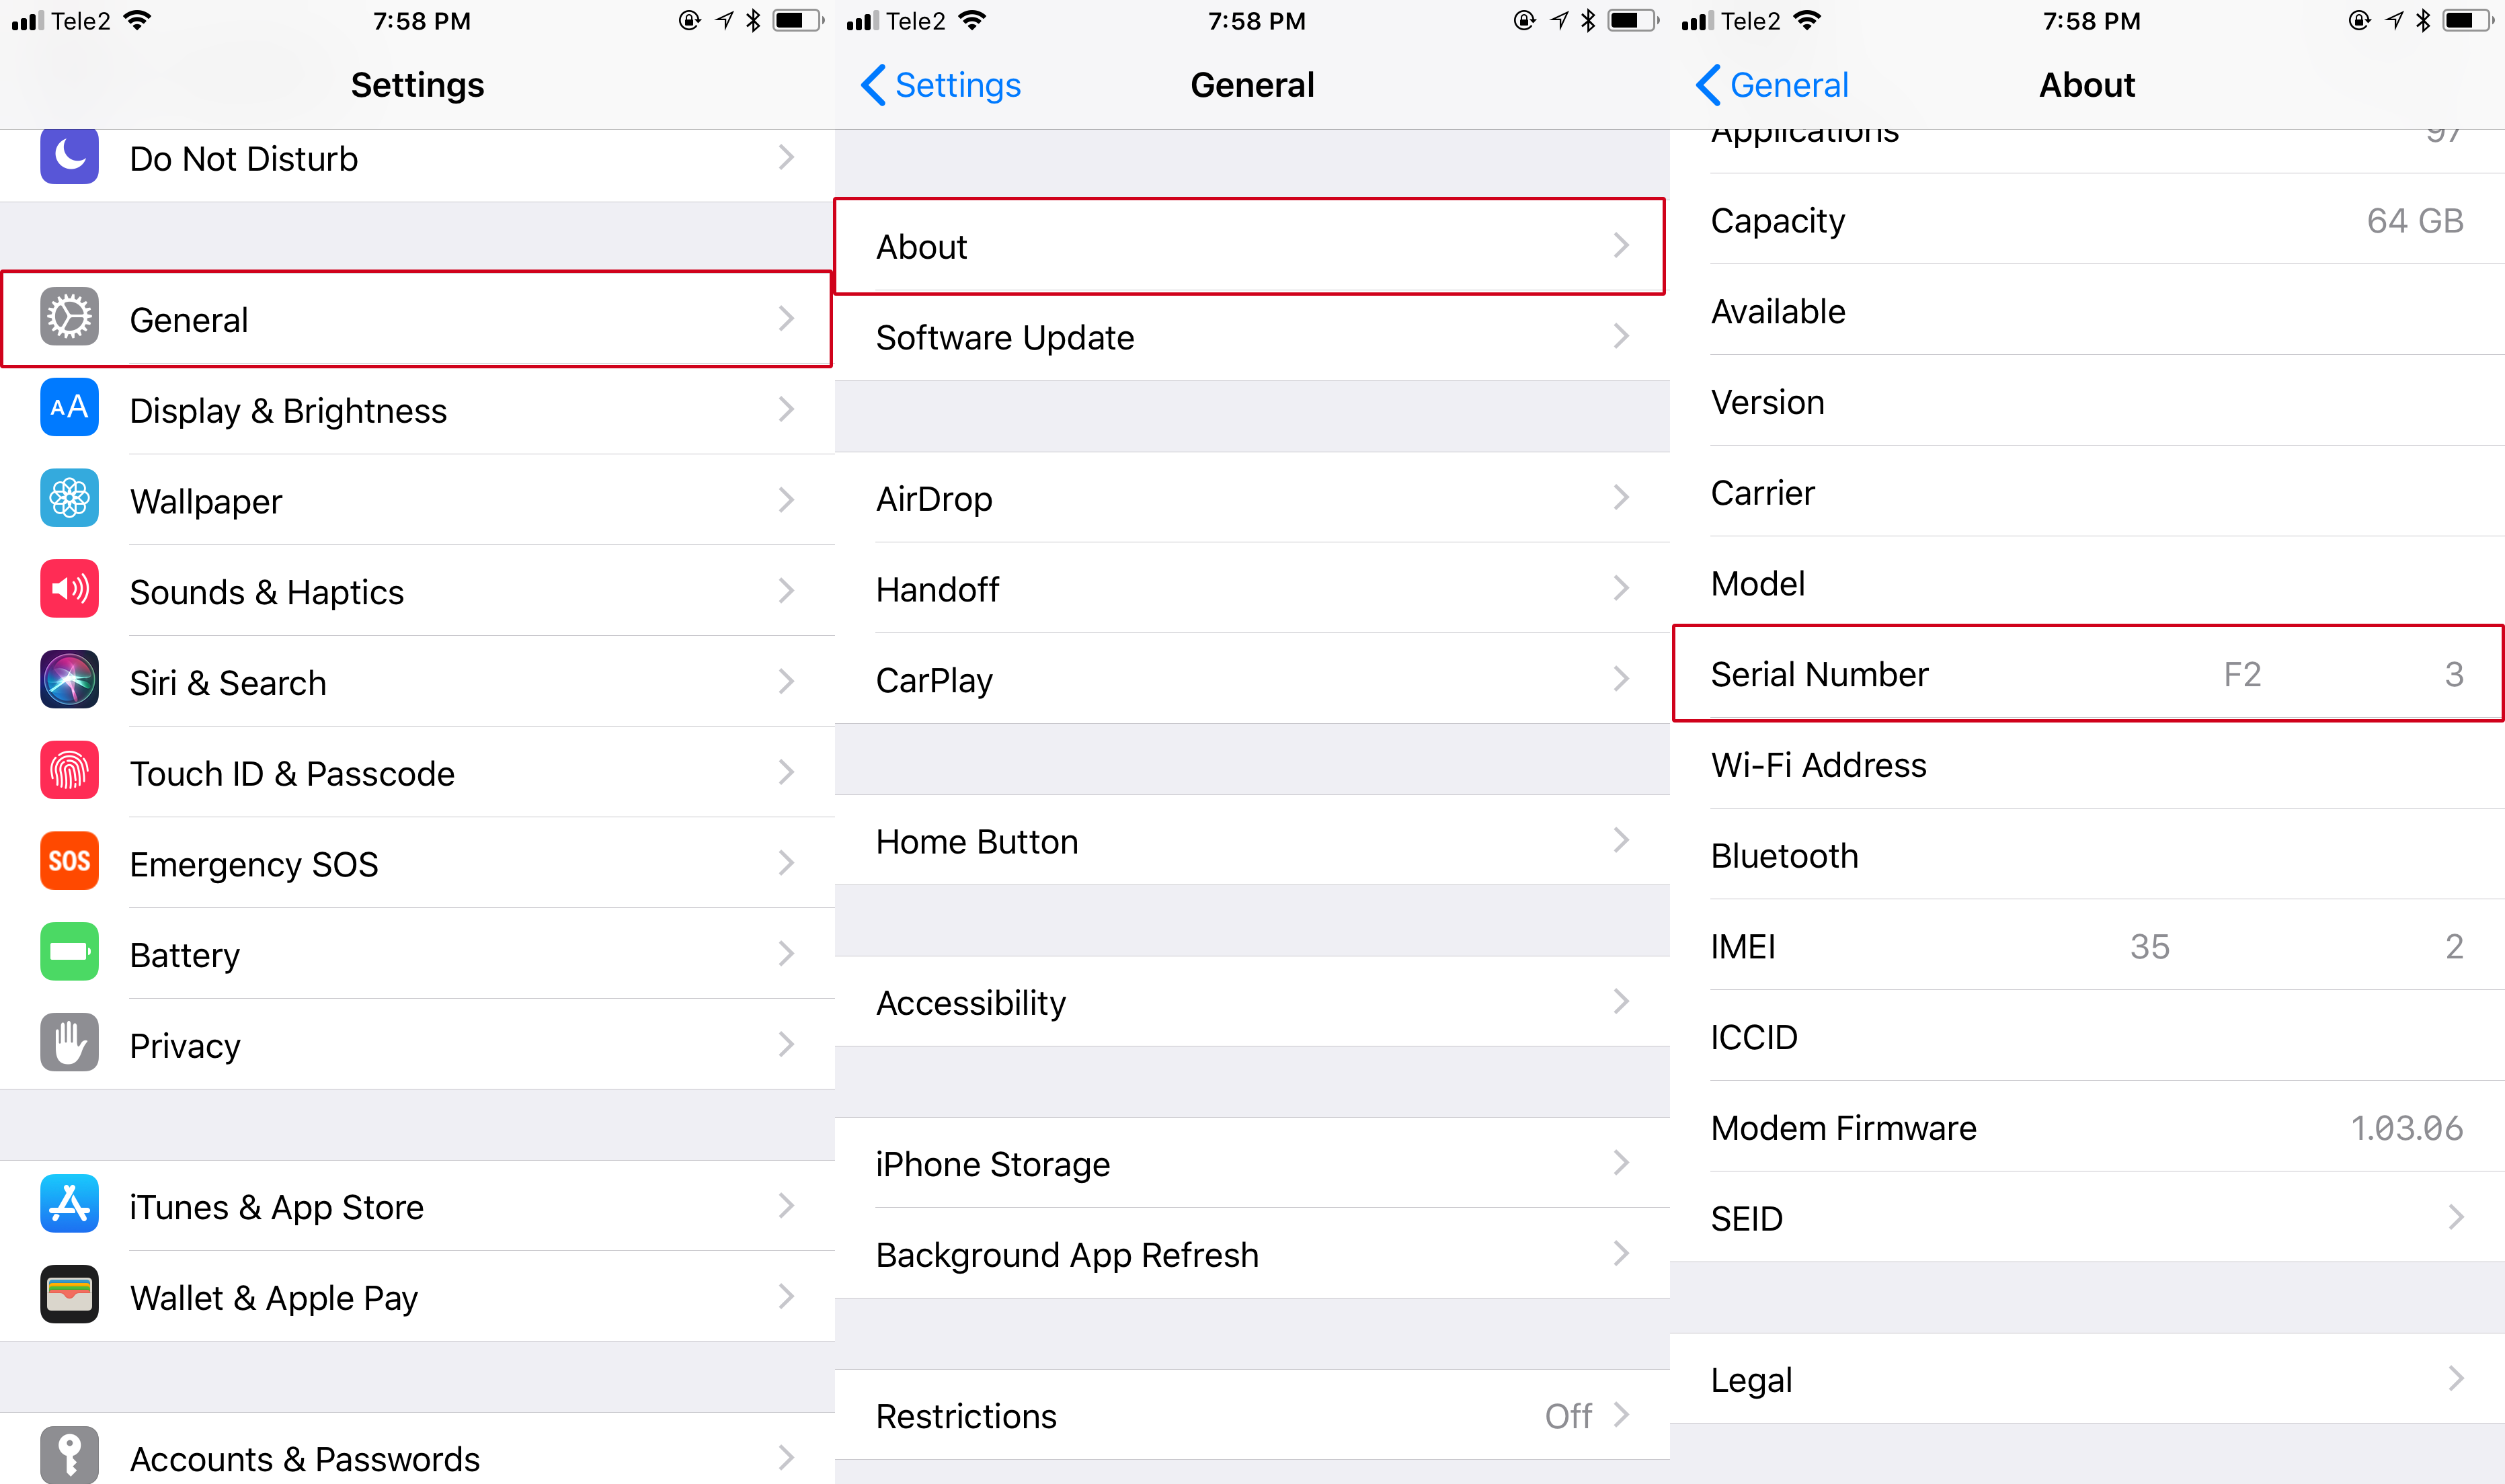 Tele2 7:58 PM
Settings
Do Not Disturb
General
AA Display & Brightness
Wallpaper
Sounds & Haptics
Siri & Search
Touch ID & Passcode
SOS Emergency SOS
Battery
Privacy
iTunes & App Store
Wallet & Apple Pay
Accounts & Passwords
Tele2 7:58 PM
Settings General
About
Software Update
AirDrop
Handoff
CarPlay
Home Button
Accessibility
iPhone Storage
Background App Refresh
Restrictions Off
Tele2 7:58 PM
General About
Applications 97
Capacity 64 GB
Available
Version
Carrier
Model
Serial Number F2 3
Wi-Fi Address
Bluetooth
IMEI 35 2
ICCID
Modem Firmware 1.03.06
SEID
Legal